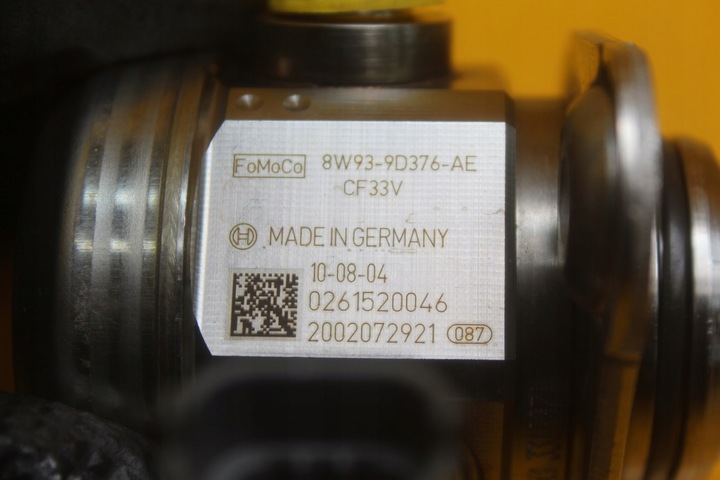 FoMoCo 8W93-9D376-AE
CF33V
MADE IN GERMANY
10-08-04
0261520046
2002072921 087